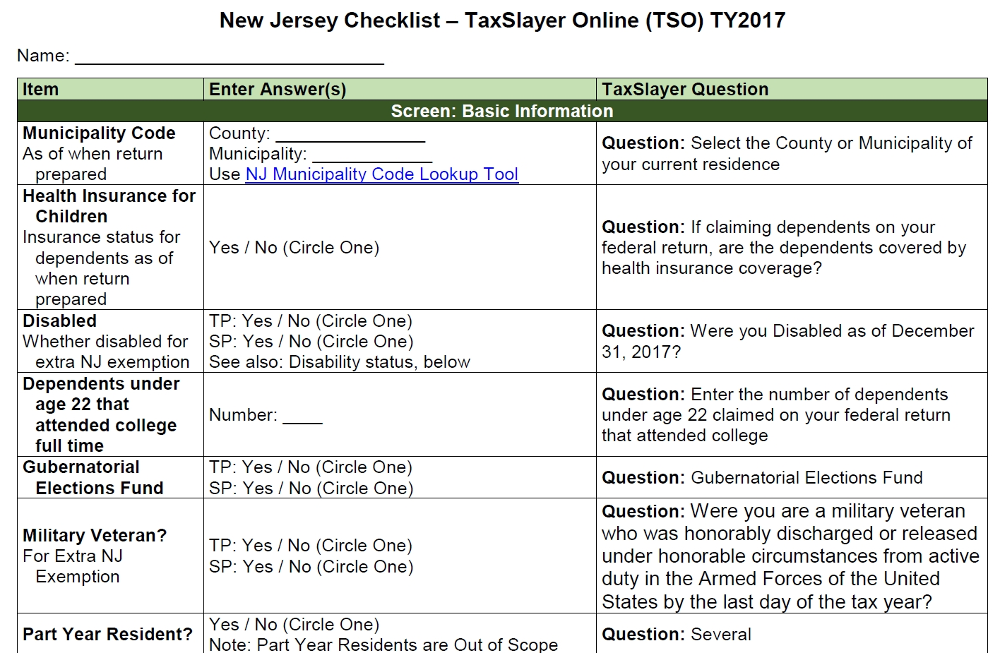 New Jersey Checklist – TaxSlayer Online (TSO) TY2017
Name: _______________________________
Item
Enter Answer(s)
TaxSlayer Question
Screen: Basic Information
Municipality Code
As of when return
prepared
County: _______________
Municipality: ____________
Use NJ Municipality Code Lookup Tool
Question: Select the County or Municipality of
your current residence
Health Insurance for
Children
Insurance status for
dependents as of
when return
prepared
Yes / No (Circle One)
Question: If claiming dependents on your
federal return, are the dependents covered by
health insurance coverage?
Disabled
Whether disabled for
extra NJ exemption
TP: Yes / No (Circle One)
SP: Yes / No (Circle One)
See also: Disability status, below
Question: Were you Disabled as of December
31, 2017?
Dependents under
age 22 that
attended college
full time
Number: ____
Question: Enter the number of dependents
under age 22 claimed on your federal return
that attended college
Gubernatorial
Elections Fund
TP: Yes / No (Circle One)
SP: Yes / No (Circle One)
Question: Gubernatorial Elections Fund
Military Veteran?
For Extra NJ
Exemption
TP: Yes / No (Circle One)
SP: Yes / No (Circle One)
Question: Were you are a military veteran
who was honorably discharged or released
under honorable circumstances from active
duty in the Armed Forces of the United
States by the last day of the tax year?
Part Year Resident?
Yes / No (Circle One)
Note: Part Year Residents are Out of Scope
Question: Several